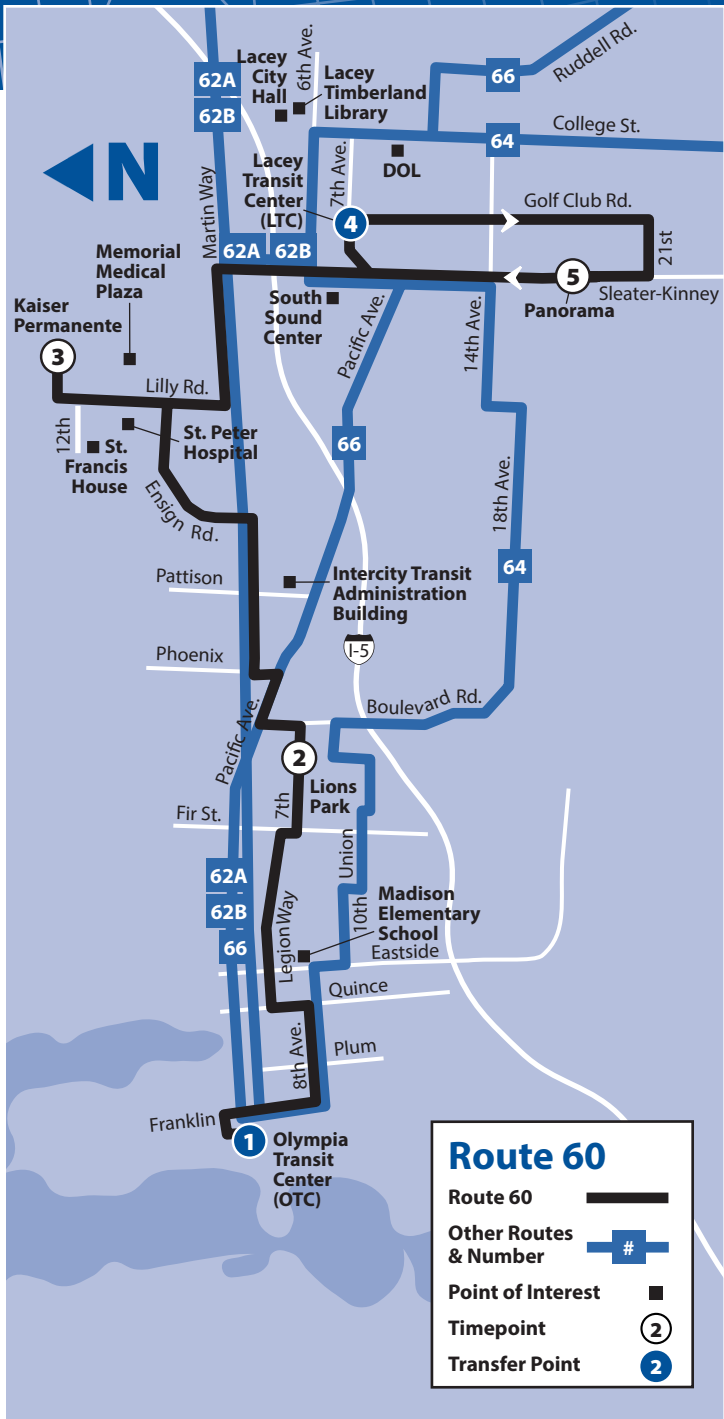 62A
62B
Lacey
City
Hall
6th Ave.
Lacey
Timberland
Library
66
Ruddell Rd.
64
College St.
N
Martin Way
Lacey
Transit
Center
(LTC)
7th Ave.
DOL
4
Golf Club Rd.
21st
62A
62B
Memorial
Medical
Plaza
Kaiser
Permanente
3
South
Sound
Center
Pacific Ave.
5
Panorama
Sleater-Kinney
14th Ave.
Lilly Rd.
12th
St.
Francis
House
St. Peter
Hospital
66
Ensign Rd.
18th Ave.
64
Pattison
Intercity Transit
Administration
Building
Phoenix
I-5
Pacific Ave.
Boulevard Rd.
2
Lions
Park
7th
Fir St.
Union
62A
62B
66
Legion Way
10th
Madison
Elementary
School
Eastside
Quince
8th Ave.
Plum
Franklin
1
Olympia
Transit
Center
(OTC)
Route 60
Route 60
Other Routes
& Number
#
Point of Interest
Timepoint
2
Transfer Point
2